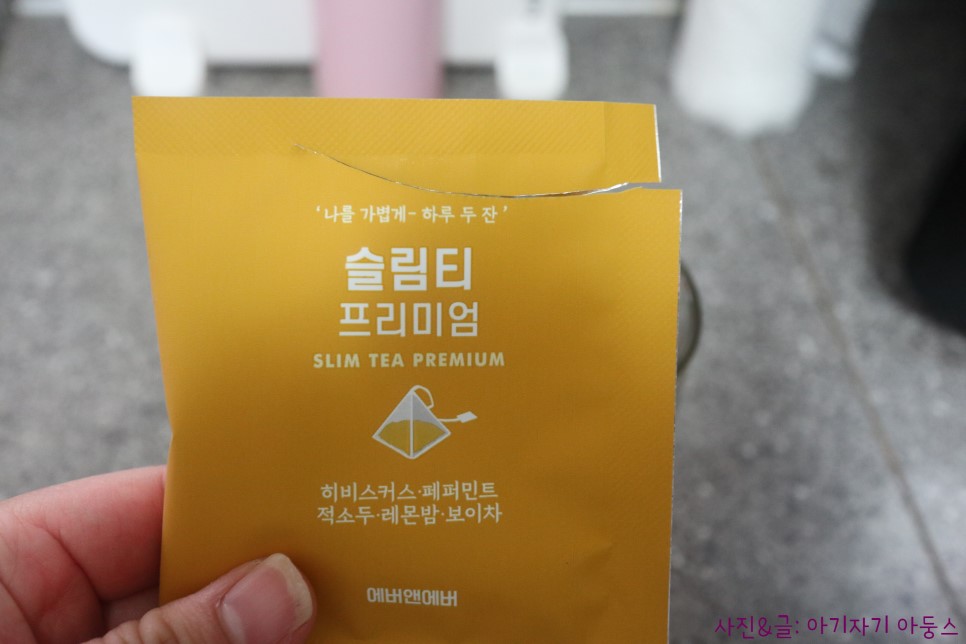 '나를 가볍게- 하루 두 잔'
슬림티
프리미엄
SLIM TEA PREMIUM
히비스커스·페퍼민트
적소두·레몬밤·보이차
에버앤에버
사진&글: 아기자기 아둥스